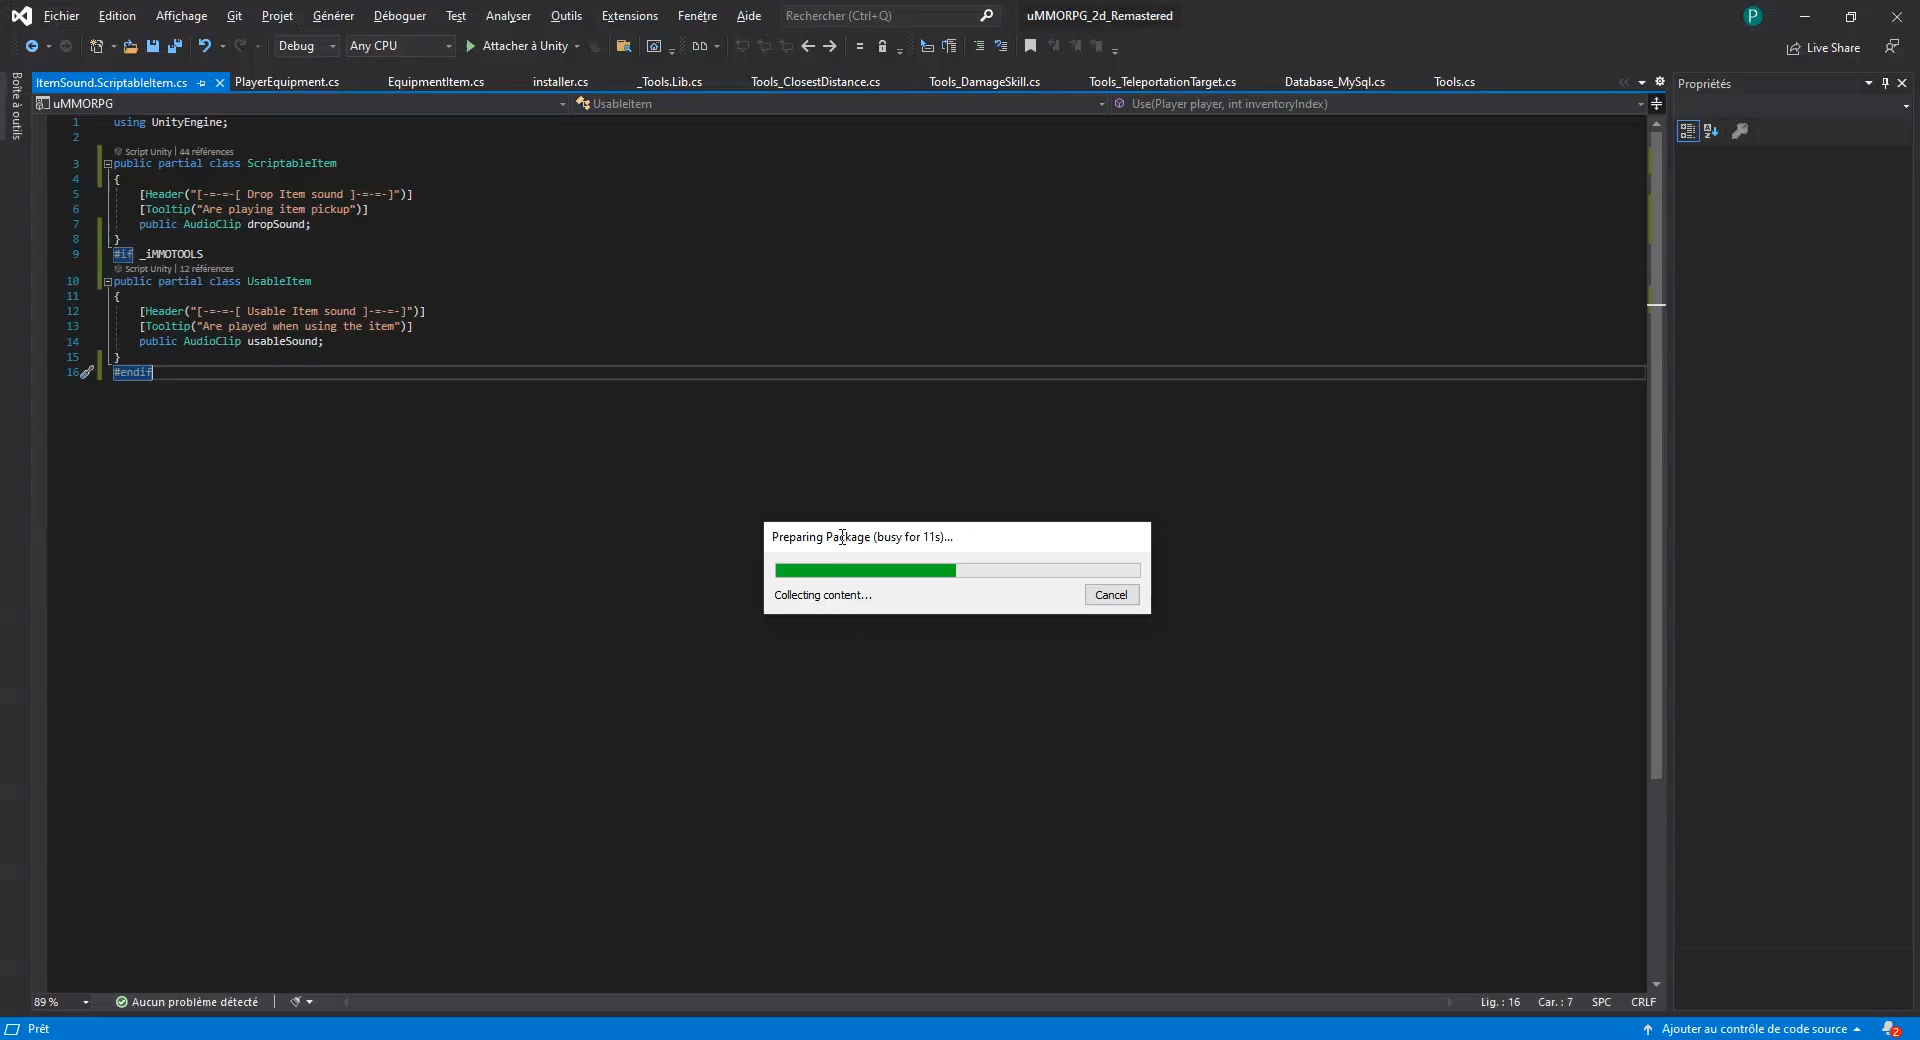 Fichier Edition Affichage Git Projet Générer Déboguer Test Analyser Outils Extensions Fenêtre Aide Rechercher (Ctrl+Q) uMMORPG_2d_Remastered P
Debug Any CPU Attacher à Unity Live Share
Boîte à outils
ItemSound.ScriptableItem.cs PlayerEquipment.cs EquipmentItem.cs installer.cs _Tools.Lib.cs Tools_ClosestDistance.cs Tools_DamageSkill.cs Tools_TeleportationTarget.cs Database_MySql.cs Tools.cs
Propriétés
uMMORPG UsableItem Use(Player player, int inventoryIndex)
1 using UnityEngine;
2
Script Unity | 44 références
3 public partial class ScriptableItem
4 {
5 [Header("[-=-=-[ Drop Item sound ]-=-=-]")]
6 [Tooltip("Are playing item pickup")]
7 public AudioClip dropSound;
8 }
9 #if _iMMOTOOLS
Script Unity | 12 références
10 public partial class UsableItem
11 {
12 [Header("[-=-=-[ Usable Item sound ]-=-=-]")]
13 [Tooltip("Are played when using the item")]
14 public AudioClip usableSound;
15 }
16 #endif
Preparing Package (busy for 11s)...
Collecting content...
Cancel
89 % Aucun problème détecté Lig. : 16 Car. : 7 SPC CRLF
Prêt Ajouter au contrôle de code source 2